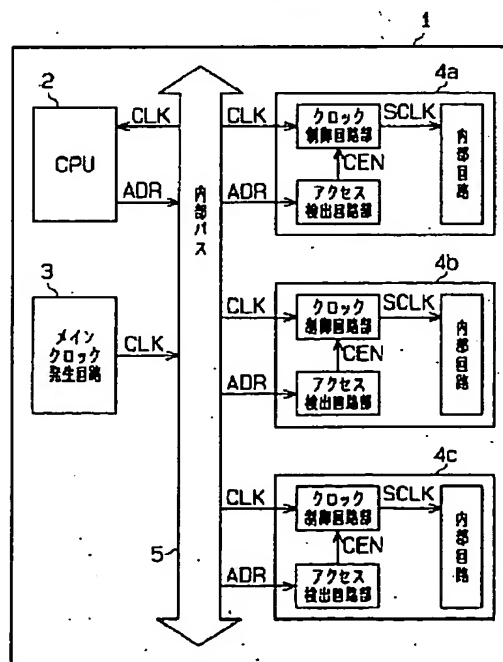 1
2
CPU
CLK
ADR
3
メイン
クロック
発生回路
CLK
内部バス
5
4a
CLK
クロック
制御回路部
SCLK
内部回路
CEN
ADR
アクセス
検出回路部
4b
CLK
クロック
制御回路部
SCLK
内部回路
CEN
ADR
アクセス
検出回路部
4c
CLK
クロック
制御回路部
SCLK
内部回路
CEN
ADR
アクセス
検出回路部